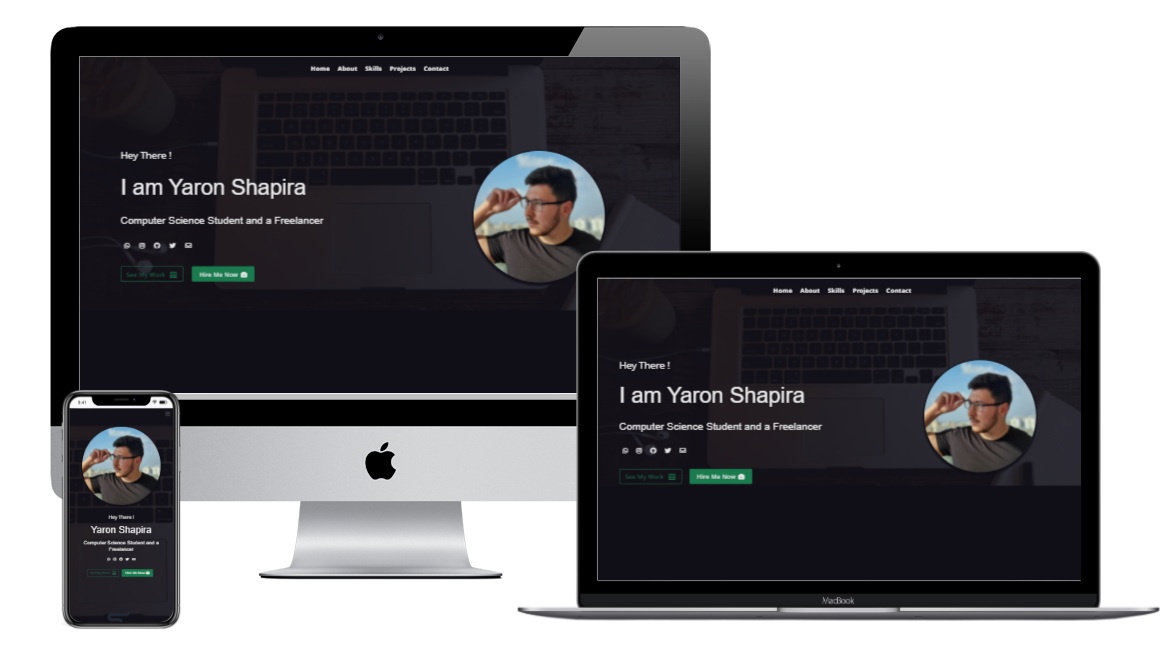 Home About Skills Projects Contact
Hey There !
I am Yaron Shapira
Computer Science Student and a Freelancer
See My Work
Hire Me Now
Home About Skills Projects Contact
Hey There !
I am Yaron Shapira
Computer Science Student and a Freelancer
See My Work
Hire Me Now
MacBook
9:41
Hey There !
Yaron Shapira
Computer Science Student and a
Freelancer
See My Work
Hire Me Now